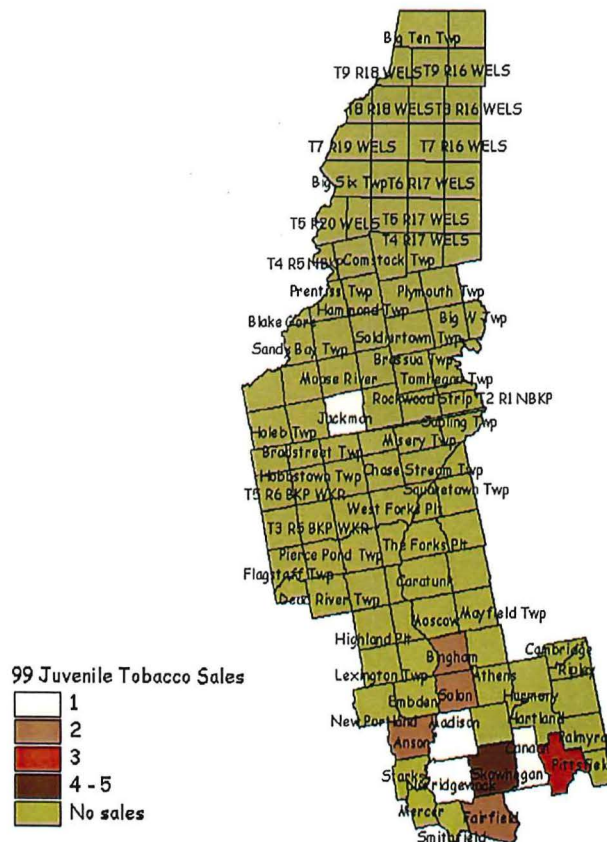 Big Ten Twp
T9 R18 WELS
T9 R16 WELS
T8 R18 WELS
T8 R16 WELS
T7 R19 WELS
T7 R16 WELS
Big Six Twp
T6 R17 WELS
T5 R20 WELS
T5 R17 WELS
T4 R17 WELS
T4 R5 NBKP
Comstock Twp
Prentiss Twp
Plymouth Twp
Hammond Twp
Blake Gore
Big W Twp
Soldiertown Twp
Sandy Bay Twp
Brassua Twp
Moose River
Tomhegan Twp
Rockwood Strip T2 R1 NBKP
Jackman
Sapling Twp
Holeb Twp
Misery Twp
Bradstreet Twp
Hobbstown Twp
Chase Stream Twp
T5 R6 BKP WKR
Squaretown Twp
West Forks Plt
T3 R5 BKP WKR
The Forks Plt
Pierce Pond Twp
Flagstaff Twp
Caratunk
Dead River Twp
Moscow
Mayfield Twp
Highland Plt
Bingham
Cambridge
Ripley
Lexington Twp
Athens
Solon
Harmony
Embden
New Portland
Madison
Hartland
Palmyra
Anson
Canaan
Pittsfield
Starks
Norridgewock
Skowhegan
Mercer
Fairfield
Smithfield
99 Juvenile Tobacco Sales
1
2
3
4 - 5
No sales